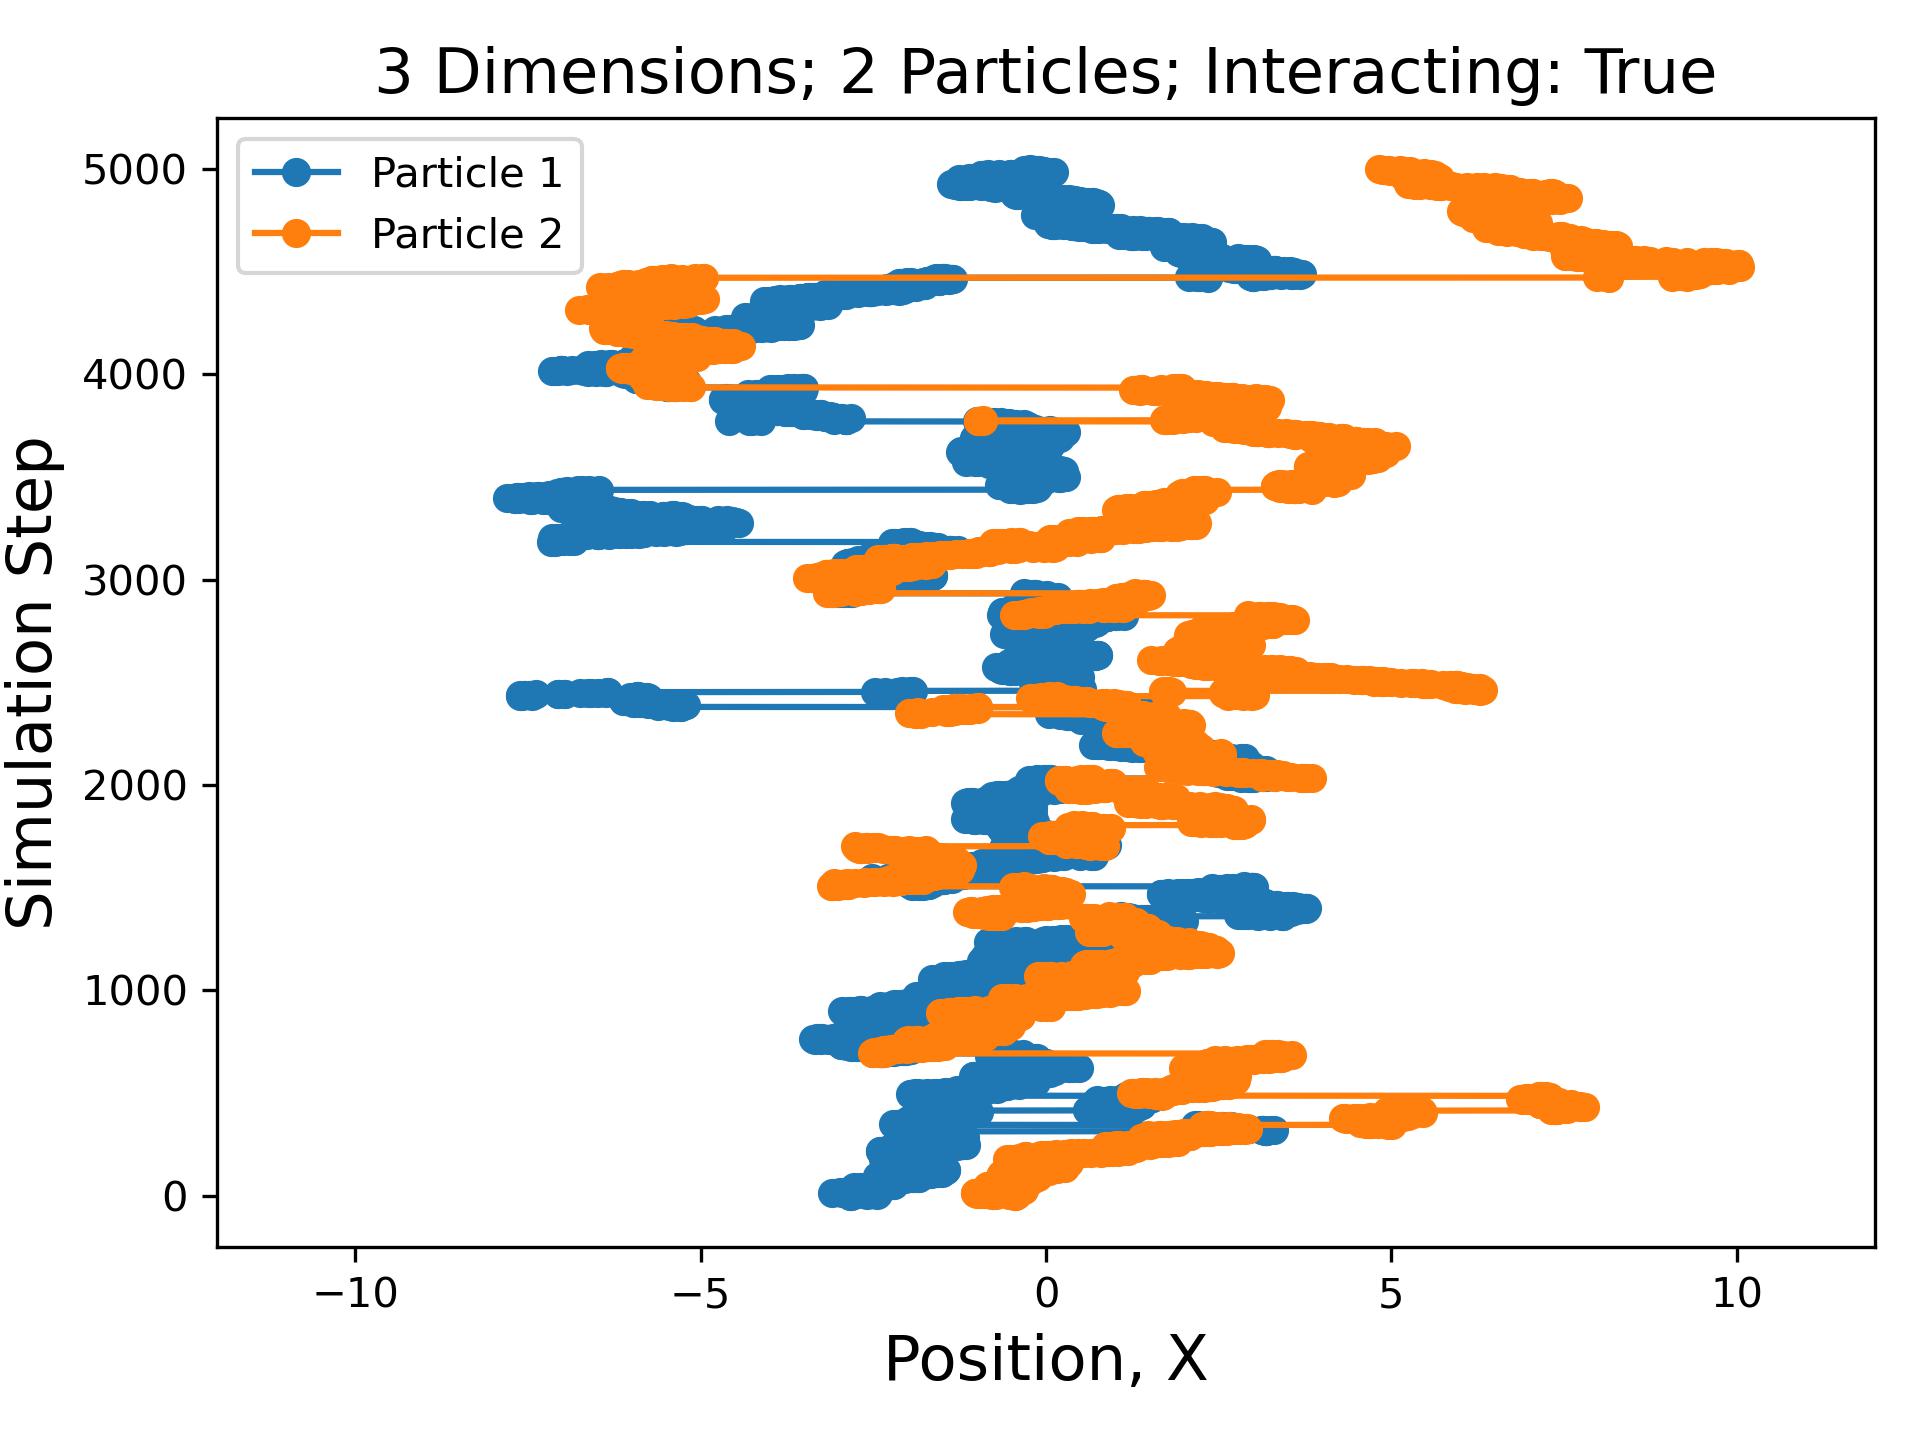 3 Dimensions; 2 Particles; Interacting: True
Particle 1
Particle 2
5000
4000
3000
2000
1000
0
Simulation Step
−10
−5
0
5
10
Position, X